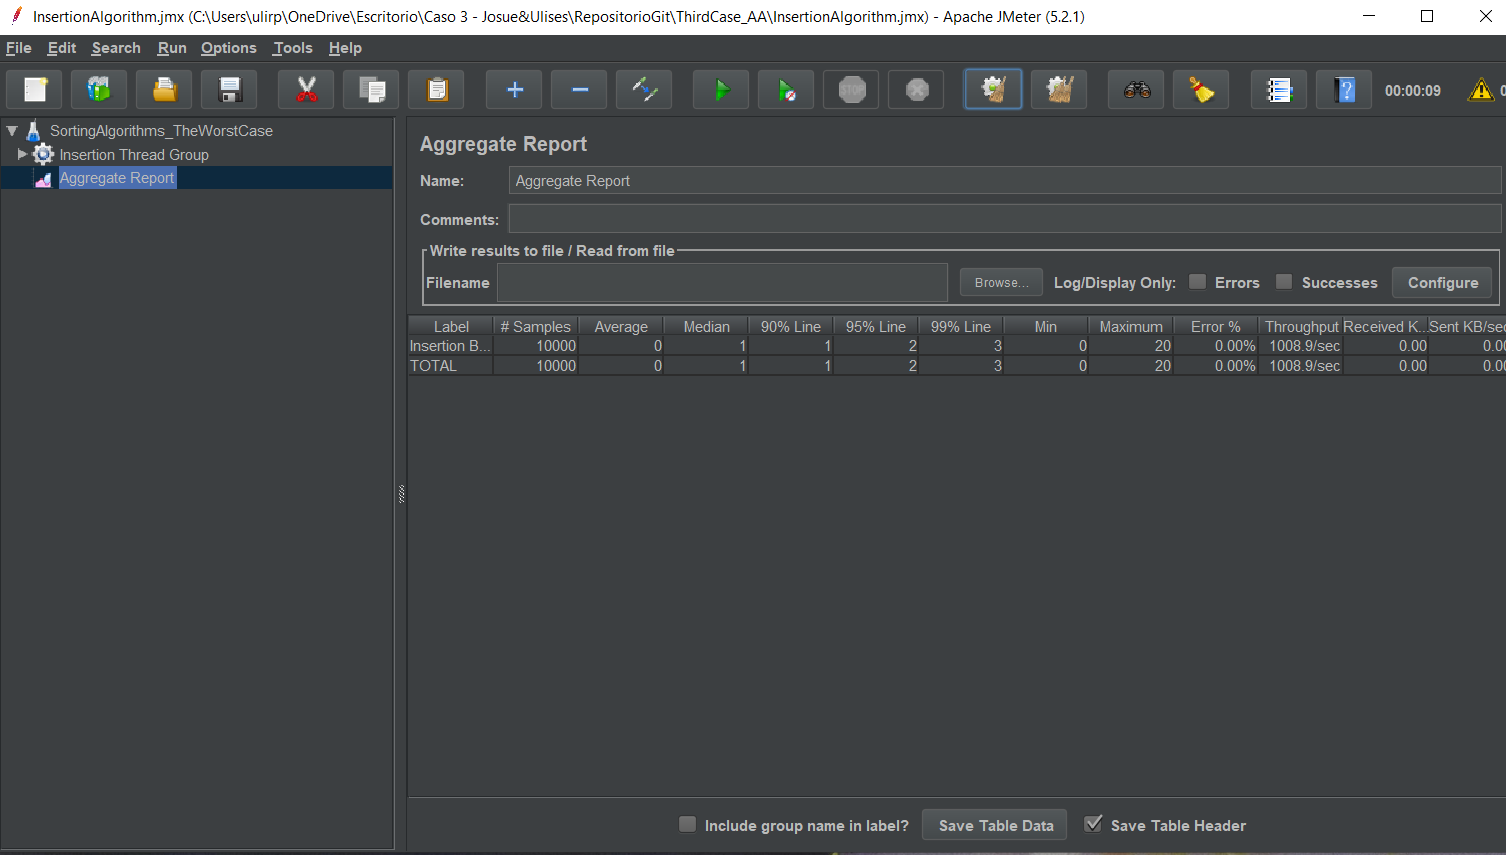 InsertionAlgorithm.jmx (C:\Users\ulirp\OneDrive\Escritorio\Caso 3 - Josue&Ulises\RepositorioGit\ThirdCase_AA\InsertionAlgorithm.jmx) - Apache JMeter (5.2.1)
File Edit Search Run Options Tools Help
STOP 00:00:09 0
SortingAlgorithms_TheWorstCase
Insertion Thread Group
Aggregate Report
Aggregate Report
Name: Aggregate Report
Comments:
Write results to file / Read from file
Filename Browse... Log/Display Only: Errors Successes Configure
Label # Samples Average Median 90% Line 95% Line 99% Line Min Maximum Error % Throughput Received K... Sent KB/sec
Insertion B... 10000 0 1 1 2 3 0 20 0.00% 1008.9/sec 0.00 0.00
TOTAL 10000 0 1 1 2 3 0 20 0.00% 1008.9/sec 0.00 0.00
Include group name in label? Save Table Data Save Table Header